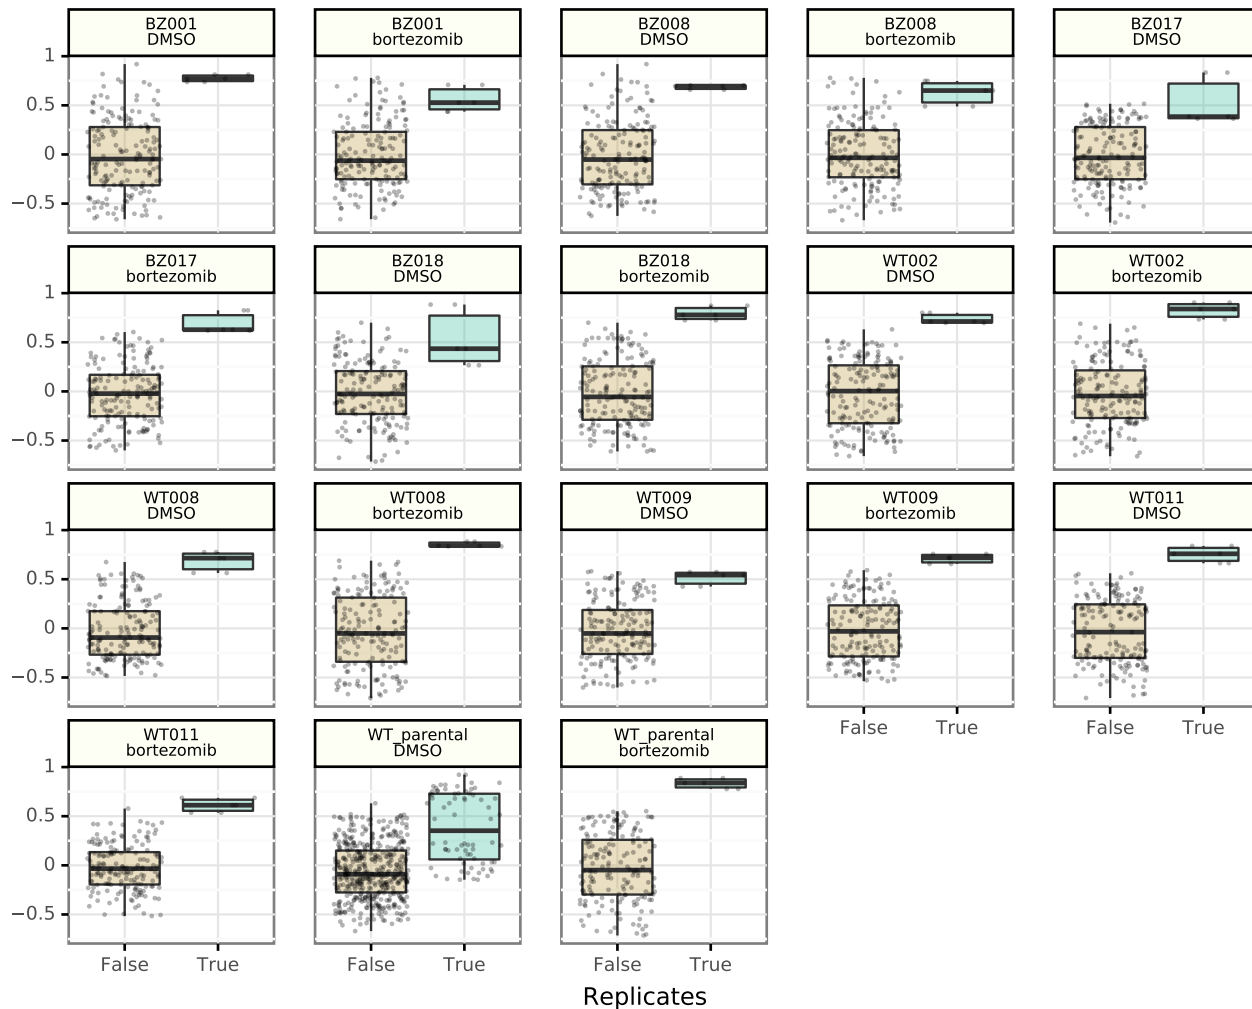 BZ001
DMSO
BZ001
bortezomib
BZ008
DMSO
BZ008
bortezomib
BZ017
DMSO
1
0.5
0
−0.5
BZ017
bortezomib
BZ018
DMSO
BZ018
bortezomib
WT002
DMSO
WT002
bortezomib
1
0.5
0
−0.5
WT008
DMSO
WT008
bortezomib
WT009
DMSO
WT009
bortezomib
WT011
DMSO
1
0.5
0
−0.5
False True
False True
WT011
bortezomib
WT_parental
DMSO
WT_parental
bortezomib
1
0.5
0
−0.5
False True
False True
False True
Replicates